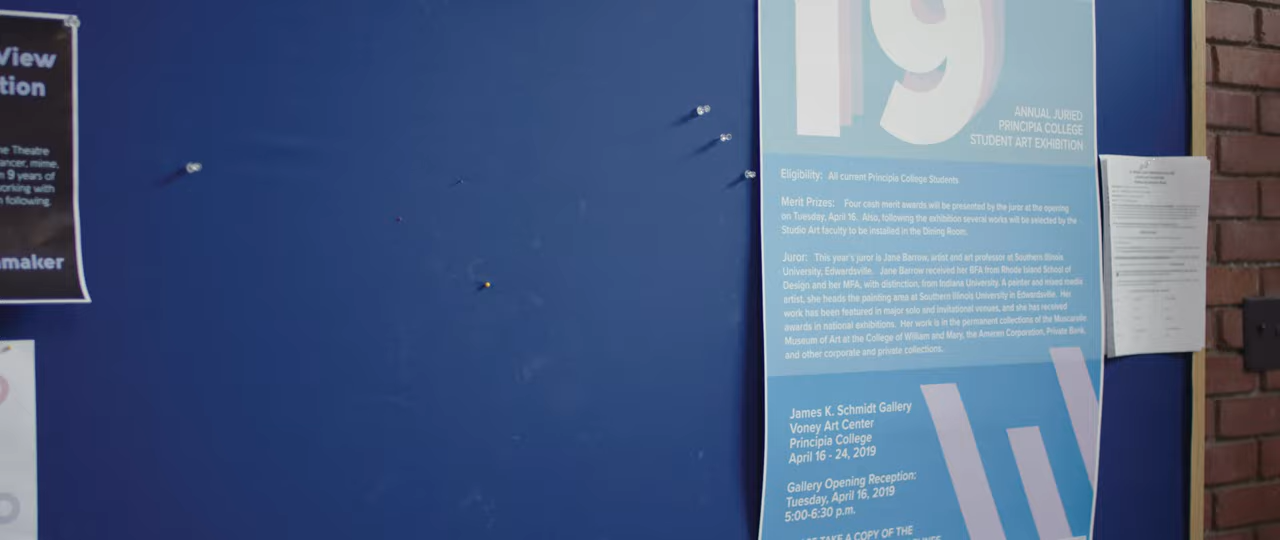 View
tion
ne Theatre
ancer, mime,
n 9 years of
working with
following.
maker
19
ANNUAL JURIED
PRINCIPIA COLLEGE
STUDENT ART EXHIBITION
Eligibility: All current Principia College Students
Merit Prizes: Four cash merit awards will be presented by the juror at the opening
on Tuesday, April 16. Also, following the exhibition several works will be selected by the
Studio Art faculty to be installed in the Dining Room.
Juror: This year's juror is Jane Barrow, artist and art professor at Southern Illinois
University, Edwardsville. Jane Barrow received her BFA from Rhode Island School of
Design and her MFA, with distinction, from Indiana University. A painter and mixed media
artist, she heads the painting area at Southern Illinois University in Edwardsville. Her
work has been featured in major solo and invitational venues, and she has received
awards in national exhibitions. Her work is in the permanent collections of the Muscarelle
Museum of Art at the College of William and Mary, the Ameren Corporation, Private Bank,
and other corporate and private collections.
James K. Schmidt Gallery
Voney Art Center
Principia College
April 16 - 24, 2019
Gallery Opening Reception:
Tuesday, April 16, 2019
5:00-6:30 p.m.
TAKE A COPY OF THE